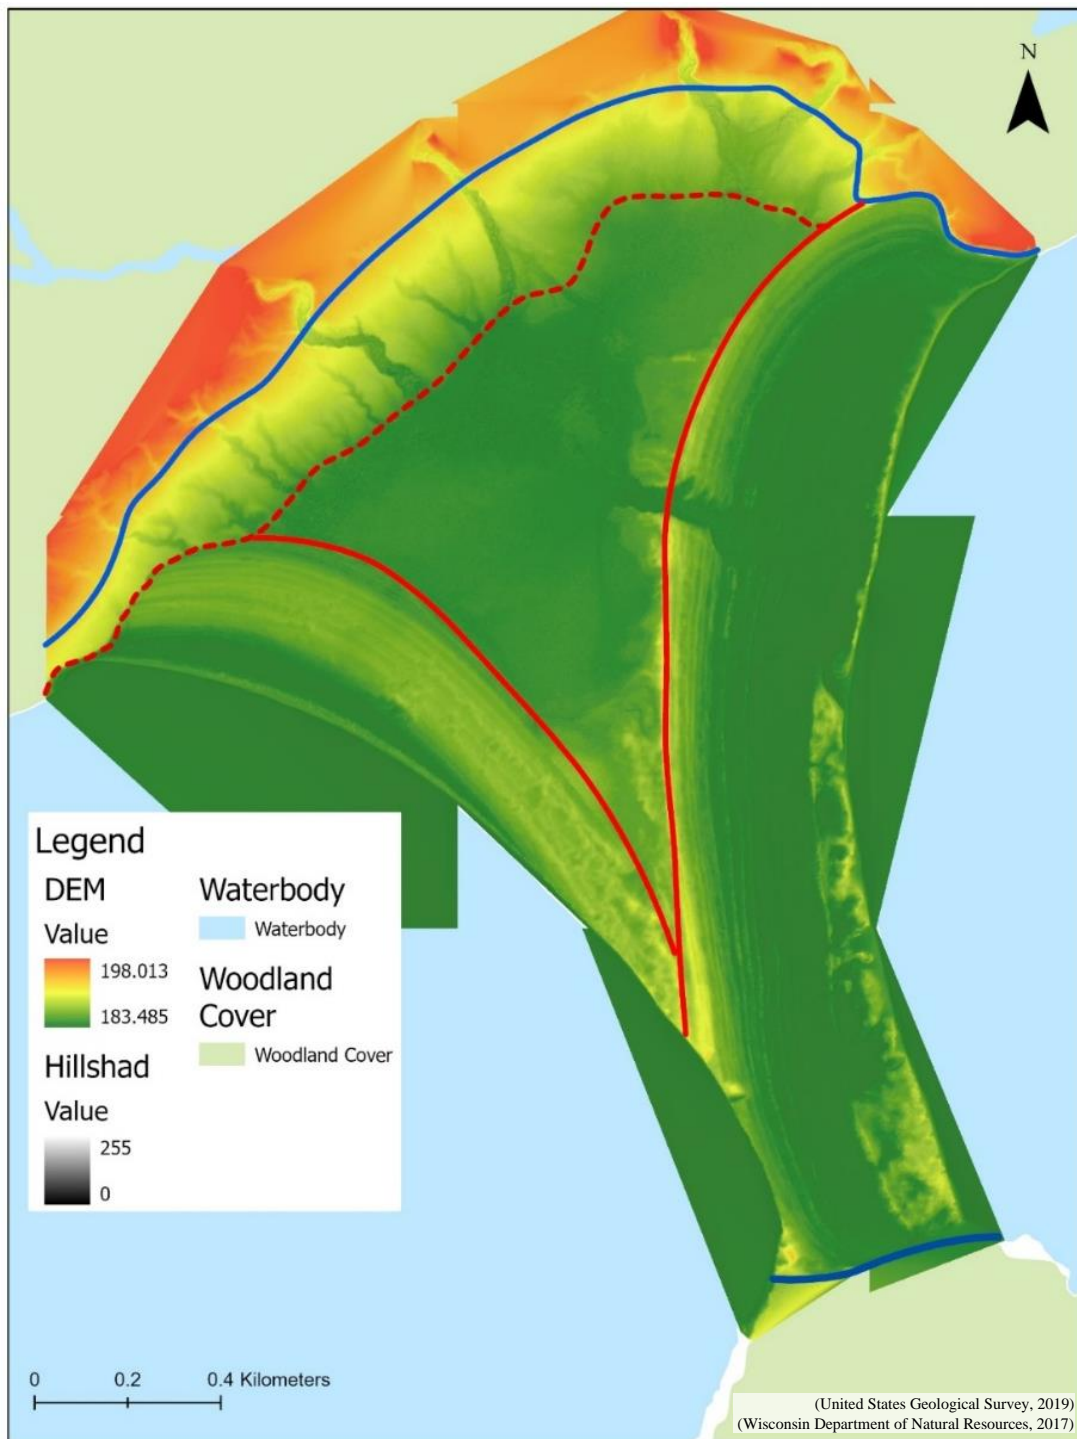 N
Legend
DEM
Value
198.013
183.485
Hillshad
Value
255
0
Waterbody
Waterbody
Woodland
Cover
Woodland Cover
0 0.2 0.4 Kilometers
(United States Geological Survey, 2019)
(Wisconsin Department of Natural Resources, 2017)